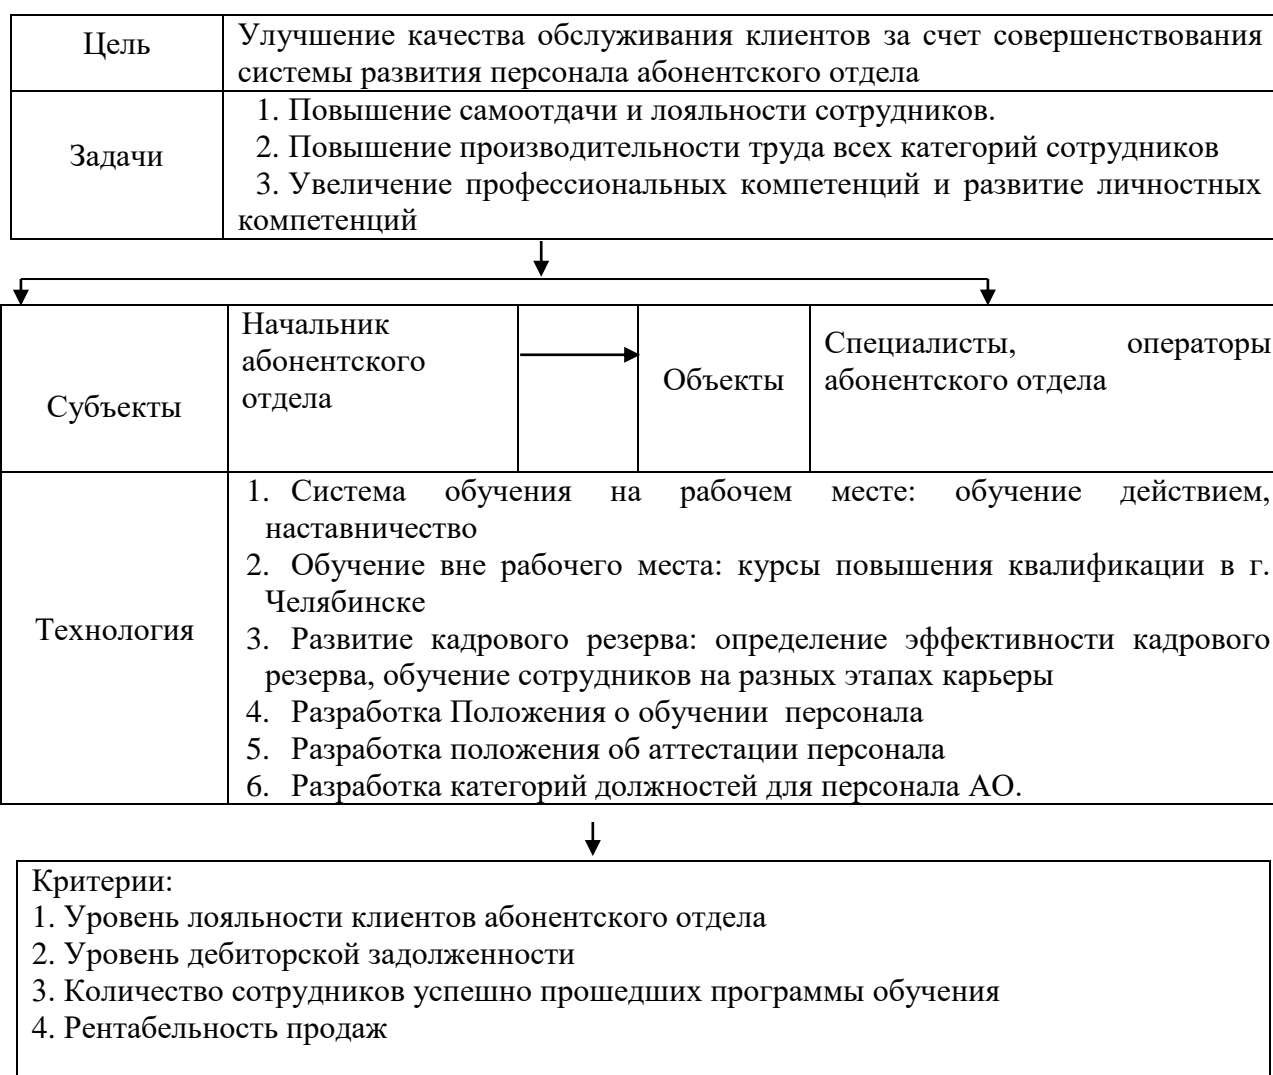 Цель
Улучшение качества обслуживания клиентов за счет совершенствования
системы развития персонала абонентского отдела
Задачи
1. Повышение самоотдачи и лояльности сотрудников.
2. Повышение производительности труда всех категорий сотрудников
3. Увеличение профессиональных компетенций и развитие личностных
компетенций
Субъекты
Начальник
абонентского
отдела
Объекты
Специалисты, операторы
абонентского отдела
Технология
1. Система обучения на рабочем месте: обучение действием,
наставничество
2. Обучение вне рабочего места: курсы повышения квалификации в г.
Челябинске
3. Развитие кадрового резерва: определение эффективности кадрового
резерва, обучение сотрудников на разных этапах карьеры
4. Разработка Положения о обучении персонала
5. Разработка положения об аттестации персонала
6. Разработка категорий должностей для персонала АО.
Критерии:
1. Уровень лояльности клиентов абонентского отдела
2. Уровень дебиторской задолженности
3. Количество сотрудников успешно прошедших программы обучения
4. Рентабельность продаж